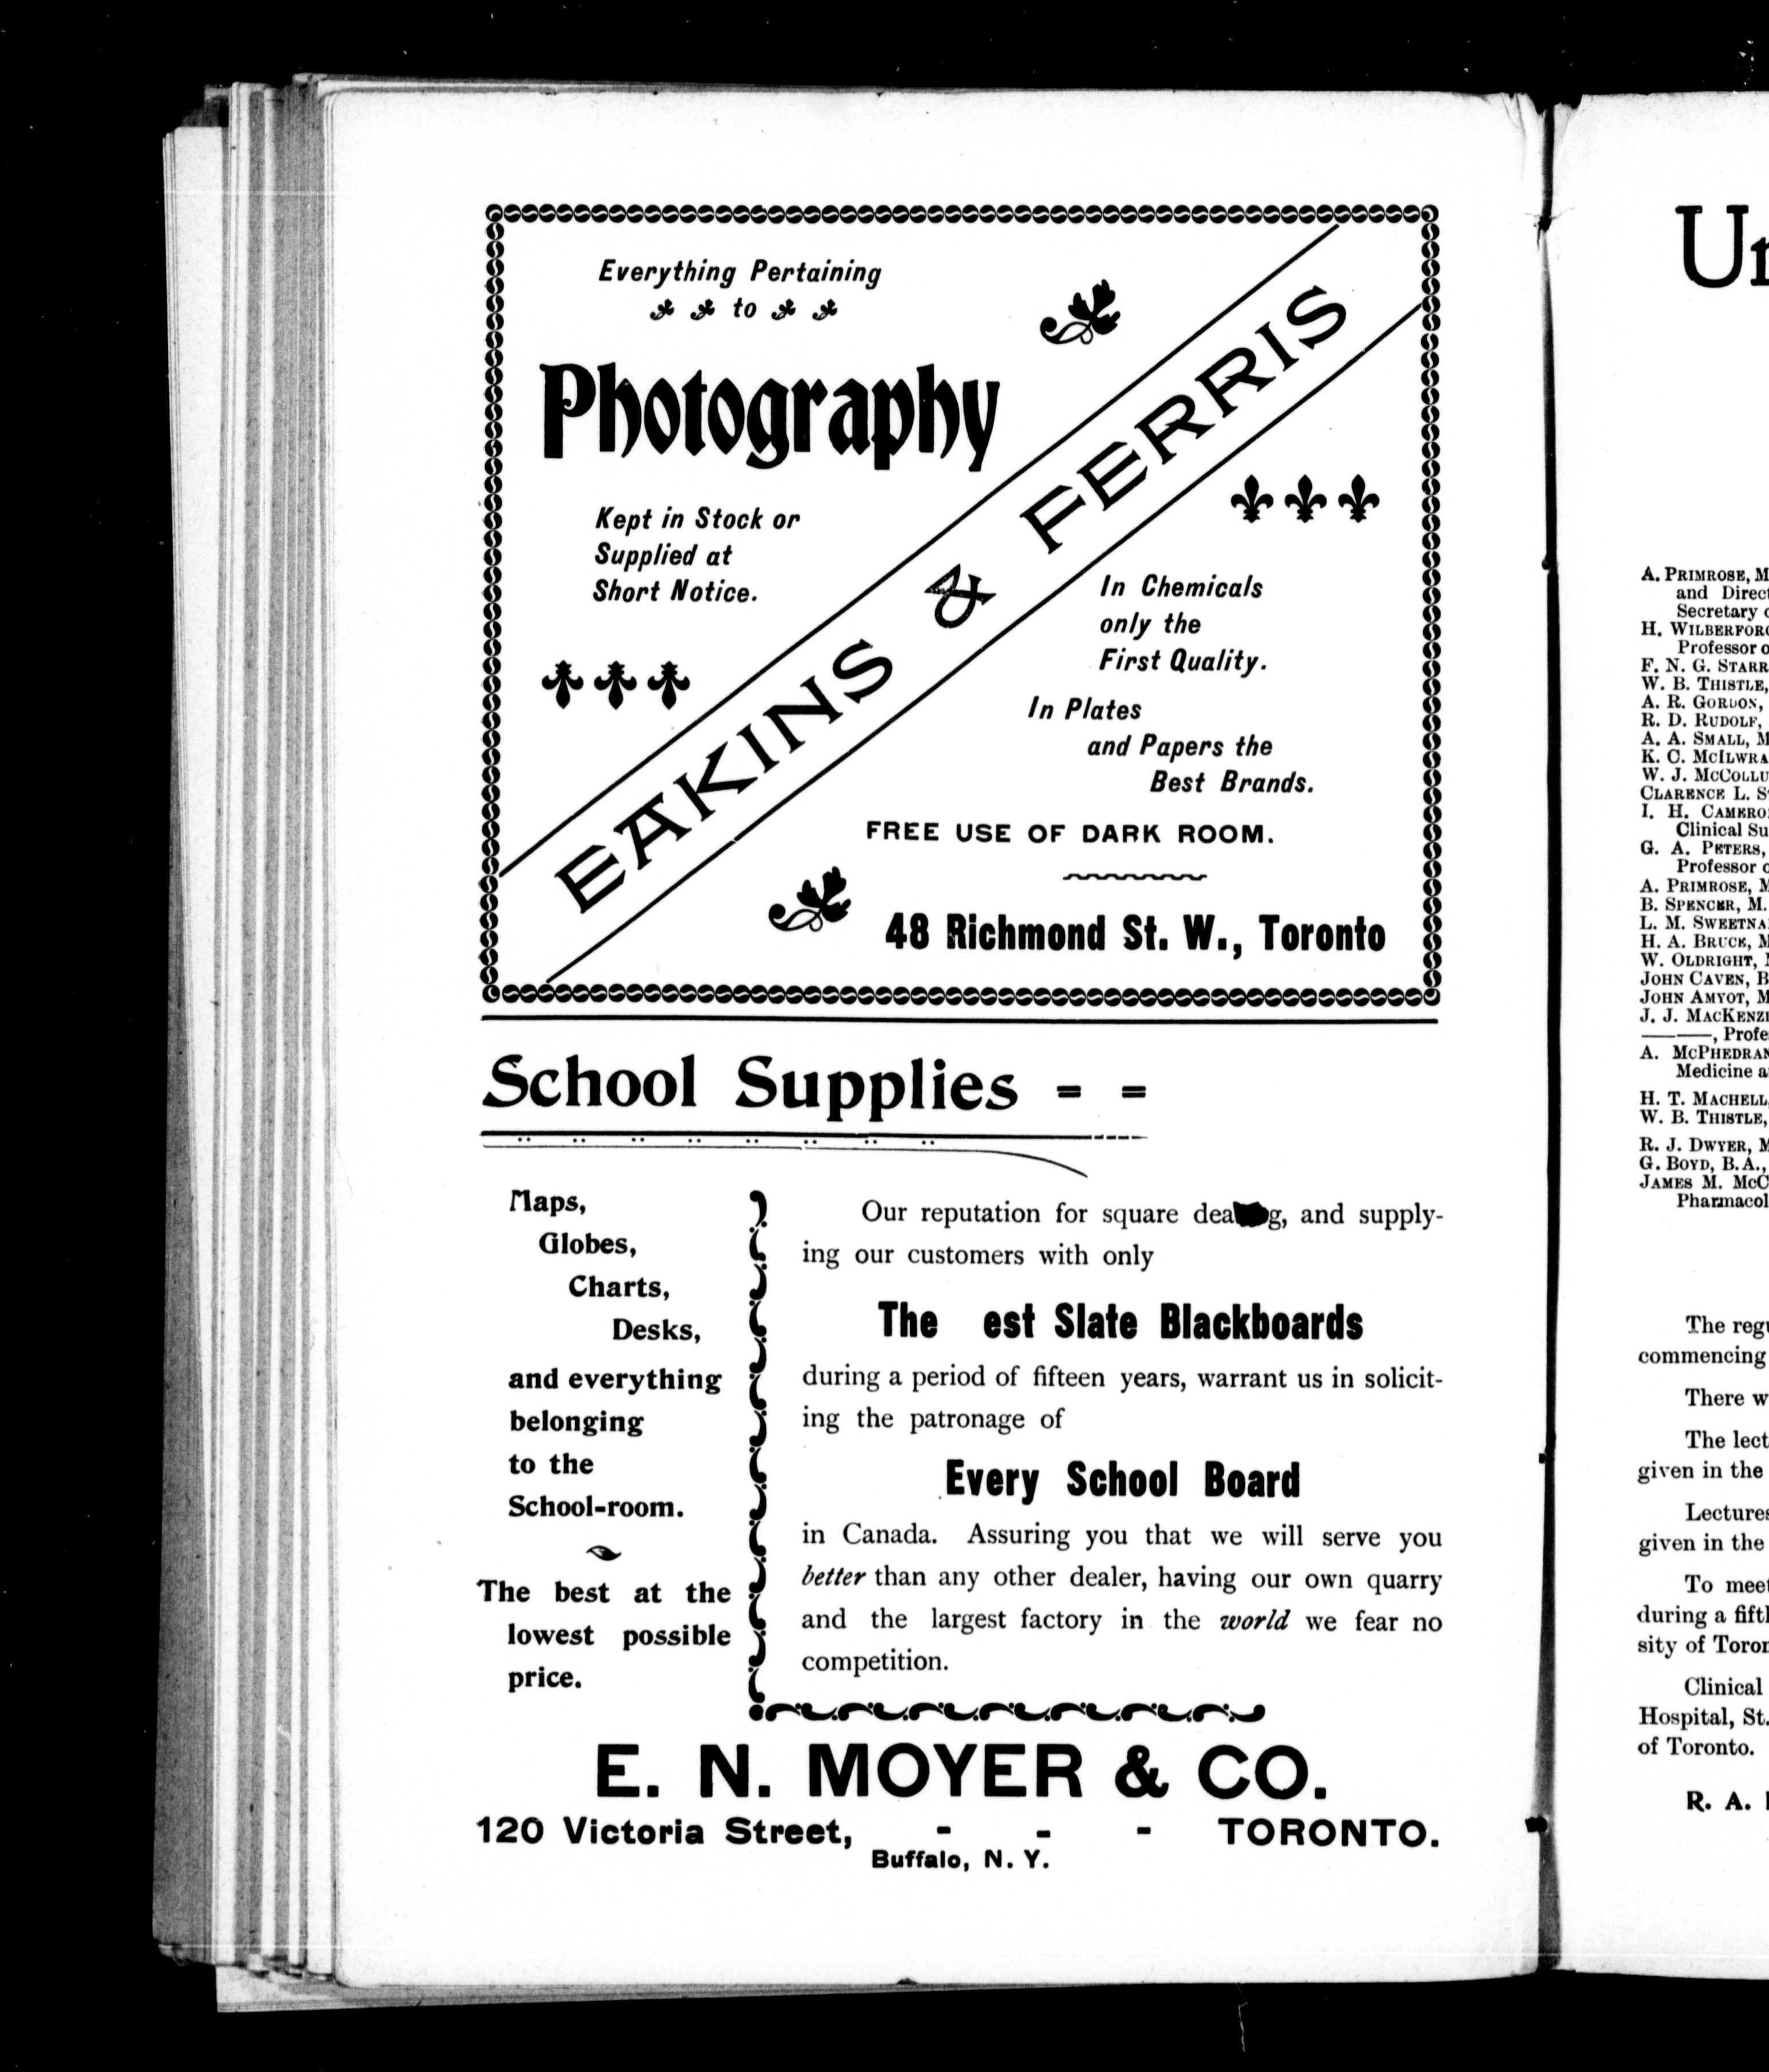 Everything Pertaining
to
Photography
Kept in Stock or
Supplied at
Short Notice.
EAKINS & FERRIS
In Chemicals
only the
First Quality.
In Plates
and Papers the
Best Brands.
FREE USE OF DARK ROOM.
48 Richmond St. W., Toronto
School Supplies = =
Maps,
Globes,
Charts,
Desks,
and everything
belonging
to the
School-room.
The best at the
lowest possible
price.
Our reputation for square dea g, and supply-
ing our customers with only
The est Slate Blackboards
during a period of fifteen years, warrant us in solicit-
ing the patronage of
Every School Board
in Canada. Assuring you that we will serve you
better than any other dealer, having our own quarry
and the largest factory in the world we fear no
competition.
E. N. MOYER & CO.
120 Victoria Street, - - - TORONTO.
Buffalo, N. Y.
Un
A. PRIMROSE, M
and Direct
Secretary o
H. WILBERFORC
Professor o
F. N. G. STARR
W. B. THISTLE,
A. R. GORDON,
R. D. RUDOLF,
A. A. SMALL, M
K. C. MCILWRA
W. J. MCCOLLU
CLARENCE L. S
I. H. CAMERO
Clinical Su
G. A. PETERS,
Professor o
A. PRIMROSE, M
B. SPENCER, M.
L. M. SWEETNA
H. A. BRUCE, M
W. OLDRIGHT, M
JOHN CAVEN, B
JOHN AMYOT, M
J. J. MACKENZI
———, Profe
A. MCPHEDRAN
Medicine a
H. T. MACHELL,
W. B. THISTLE,
R. J. DWYER, M
G. BOYD, B.A.,
JAMES M. MCC
Pharmacol
The regu
commencing
There w
The lect
given in the
Lectures
given in the
To meet
during a fift
sity of Toron
Clinical
Hospital, St.
of Toronto.
R. A.